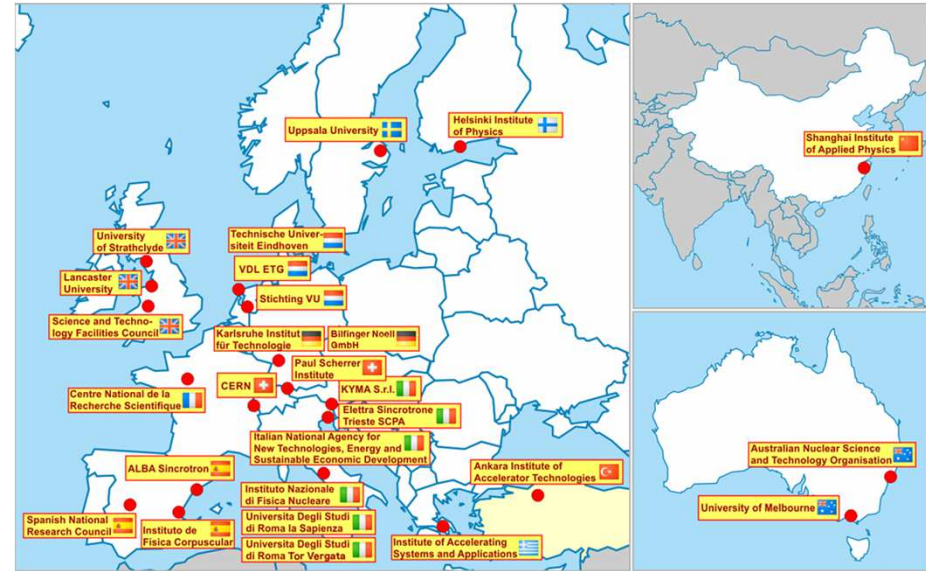 Uppsala University
Helsinki Institute
of Physics
Shanghai Institute
of Applied Physics
University
of Strathclyde
Technische Univer-
siteit Eindhoven
Lancaster
University
VDL ETG
Stichting VU
Science and Techno-
logy Facilities Council
Karlsruhe Institut
für Technologie
Bilfinger Noell
GmbH
Paul Scherrer
Institute
CERN
KYMA S.r.l.
Centre National de la
Recherche Scientifique
Elettra Sincrotrone
Trieste SCPA
Italian National Agency for
New Technologies, Energy and
Sustainable Economic Development
ALBA Sincrotron
Ankara Institute of
Accelerator Technologies
Spanish National
Research Council
Instituto de
Fisica Corpuscular
Instituto Nazionale
di Fisica Nucleare
Universita Degli Studi
di Roma la Sapienza
Universita Degli Studi
di Roma Tor Vergata
Institute of Accelerating
Systems and Applications
Australian Nuclear Science
and Technology Organisation
University of Melbourne